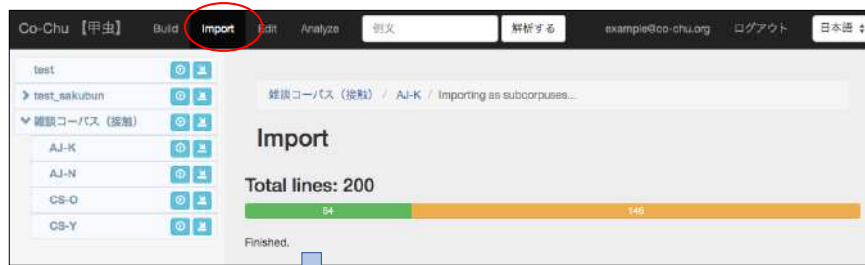 Co-Chu 【甲虫】 Build Import Edit Analyze 例文 解析する example@co-chu.org ログアウト 日本語
test
test_sakubun
雑談コーパス（接触）
AJ-K
AJ-N
CS-O
CS-Y
雑談コーパス（接触） / AJ-K / Importing as subcorpuses...
Import
Total lines: 200
54 146
Finished.